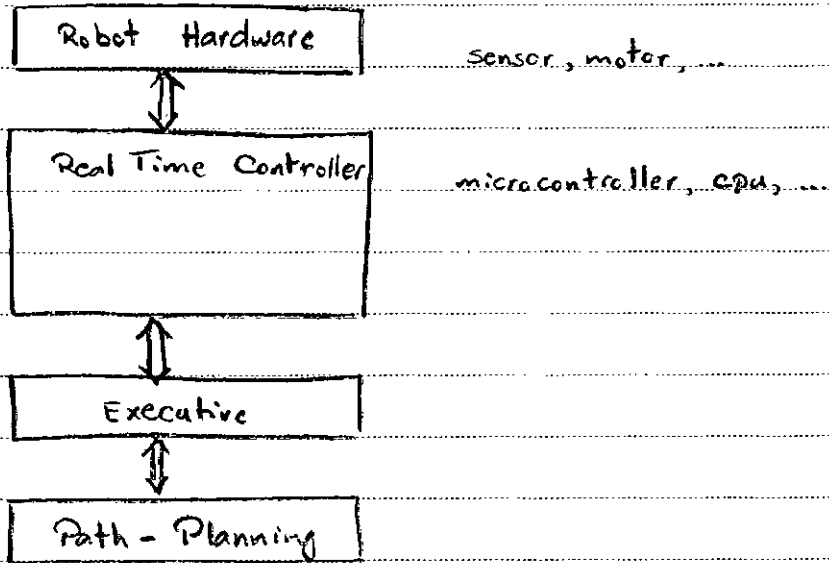 Robot Hardware
sensor, motor, ...
Real Time Controller
microcontroller, cpu, ...
Executive
Path - Planning